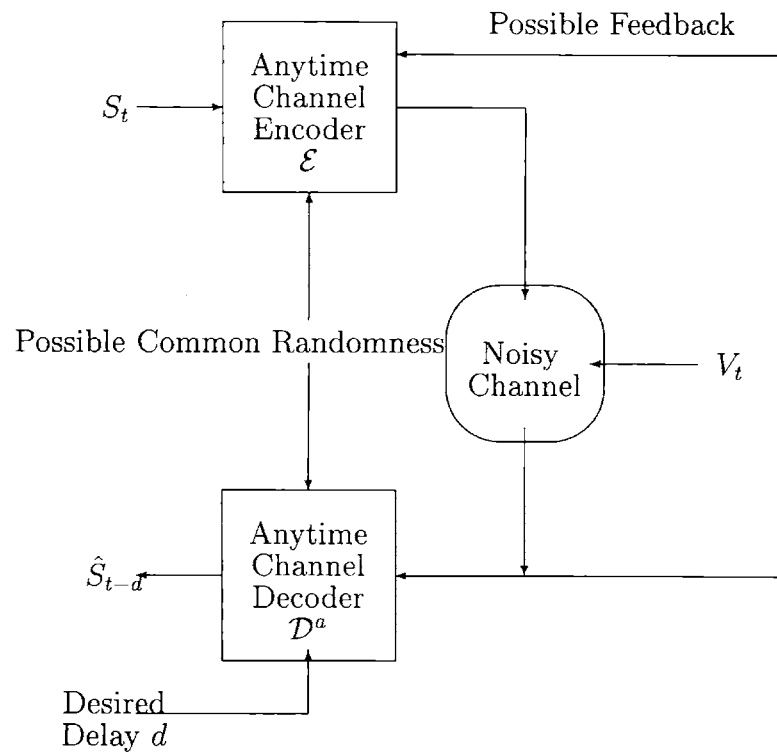 Possible Feedback
Anytime
Channel
Encoder
ℰ
S_t
Possible Common Randomness
Noisy
Channel
V_t
Anytime
Channel
Decoder
𝒟^a
Ŝ_{t−d}
Desired
Delay d